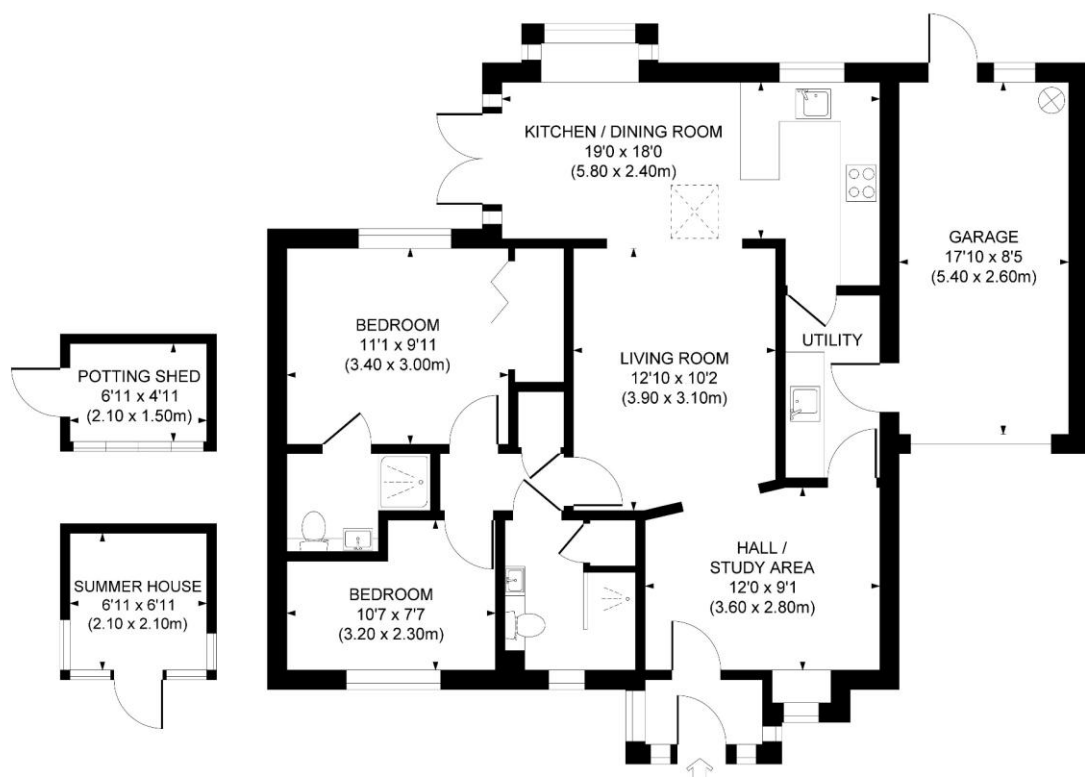 KITCHEN / DINING ROOM
19'0 x 18'0
(5.80 x 2.40m)
GARAGE
17'10 x 8'5
(5.40 x 2.60m)
BEDROOM
11'1 x 9'11
(3.40 x 3.00m)
UTILITY
LIVING ROOM
12'10 x 10'2
(3.90 x 3.10m)
POTTING SHED
6'11 x 4'11
(2.10 x 1.50m)
HALL /
STUDY AREA
12'0 x 9'1
(3.60 x 2.80m)
SUMMER HOUSE
6'11 x 6'11
(2.10 x 2.10m)
BEDROOM
10'7 x 7'7
(3.20 x 2.30m)